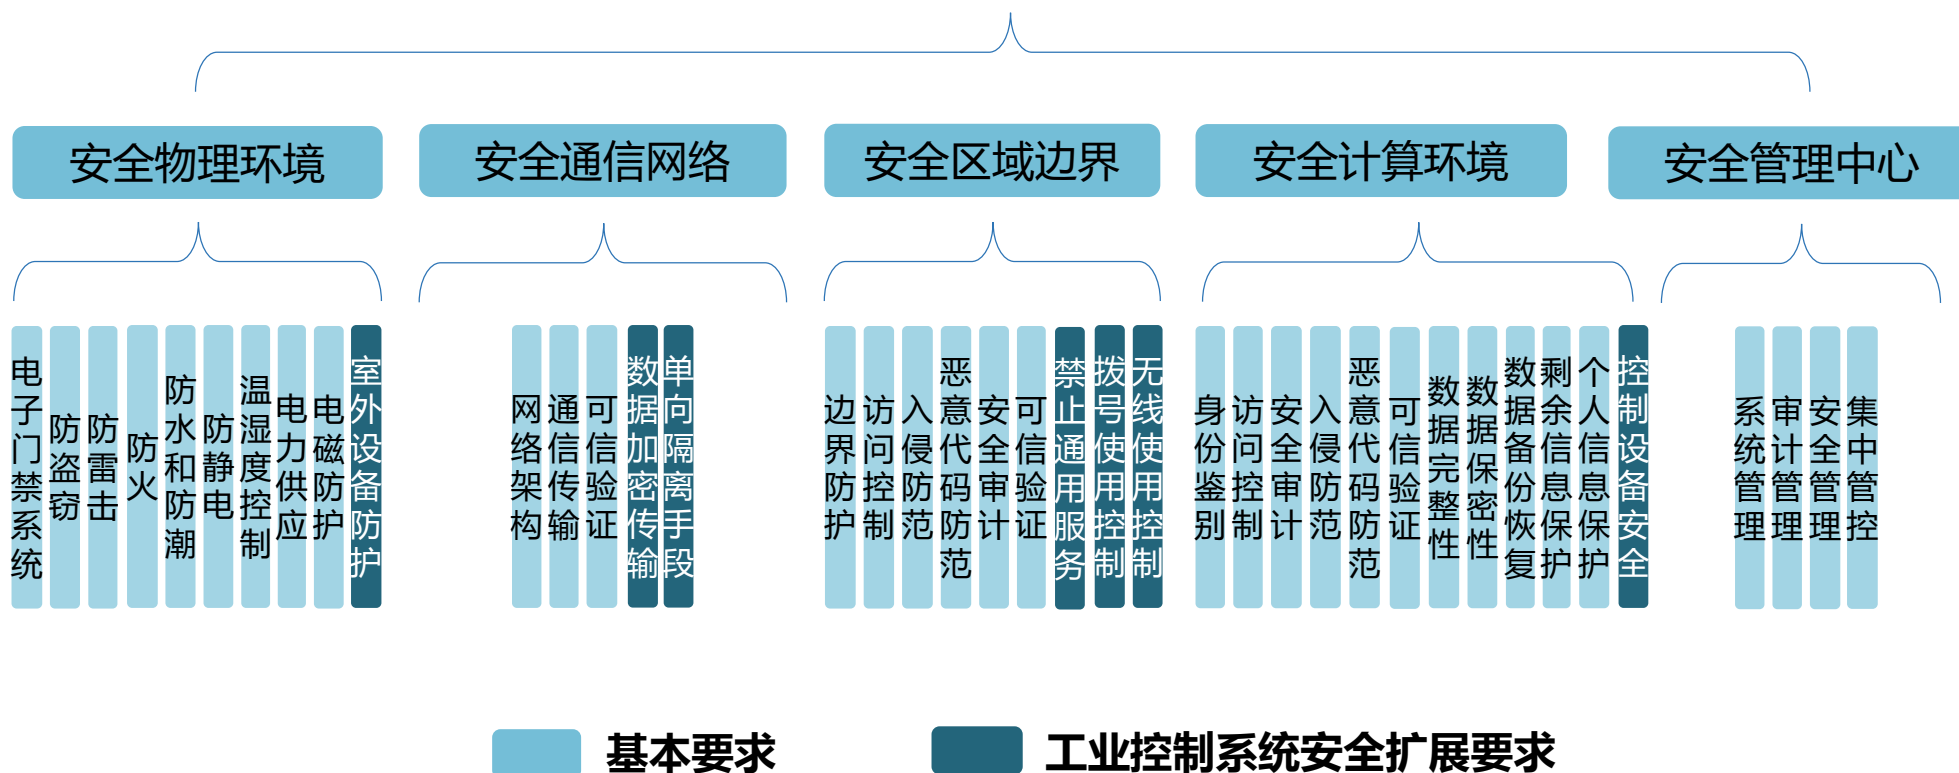 安全物理环境
安全通信网络
安全区域边界
安全计算环境
安全管理中心
电子门禁系统
防盗窃
防雷击
防火
防水和防潮
防静电
温湿度控制
电力供应
电磁防护
室外设备防护
网络架构
通信传输
可信验证
数据加密传输
单向隔离手段
边界防护
访问控制
入侵防范
恶意代码防范
安全审计
可信验证
禁止通用服务
拨号使用控制
无线使用控制
身份鉴别
访问控制
安全审计
入侵防范
恶意代码防范
可信验证
数据完整性
数据保密性
数据备份恢复
剩余信息保护
个人信息保护
控制设备安全
系统管理
审计管理
安全管理
集中管控
基本要求
工业控制系统安全扩展要求